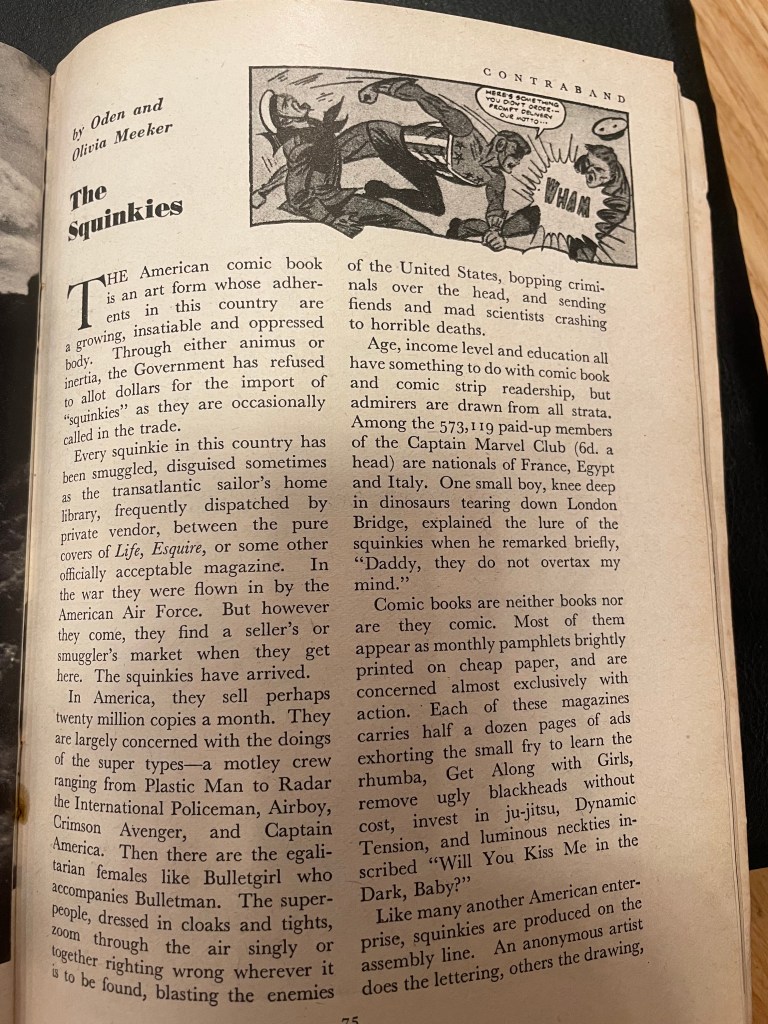 CONTRABAND
by Oden and
Olivia Meeker
The
Squinkies
HERE'S SOMETHING
YOU DIDN'T ORDER--
PROMPT DELIVERY
OUR MOTTO--
WHAM
THE American comic book
is an art form whose adher-
ents in this country are
a growing, insatiable and oppressed
body. Through either animus or
inertia, the Government has refused
to allot dollars for the import of
"squinkies" as they are occasionally
called in the trade.
Every squinkie in this country has
been smuggled, disguised sometimes
as the transatlantic sailor's home
library, frequently dispatched by
private vendor, between the pure
covers of Life, Esquire, or some other
officially acceptable magazine. In
the war they were flown in by the
American Air Force. But however
they come, they find a seller's or
smuggler's market when they get
here. The squinkies have arrived.
In America, they sell perhaps
twenty million copies a month. They
are largely concerned with the doings
of the super types—a motley crew
ranging from Plastic Man to Radar
the International Policeman, Airboy,
Crimson Avenger, and Captain
America. Then there are the egali-
tarian females like Bulletgirl who
accompanies Bulletman. The super-
people, dressed in cloaks and tights,
zoom through the air singly or
together righting wrong wherever it
is to be found, blasting the enemies
of the United States, bopping crimi-
nals over the head, and sending
fiends and mad scientists crashing
to horrible deaths.
Age, income level and education all
have something to do with comic book
and comic strip readership, but
admirers are drawn from all strata.
Among the 573,119 paid-up members
of the Captain Marvel Club (6d. a
head) are nationals of France, Egypt
and Italy. One small boy, knee deep
in dinosaurs tearing down London
Bridge, explained the lure of the
squinkies when he remarked briefly,
"Daddy, they do not overtax my
mind."
Comic books are neither books nor
are they comic. Most of them
appear as monthly pamphlets brightly
printed on cheap paper, and are
concerned almost exclusively with
action. Each of these magazines
carries half a dozen pages of ads
exhorting the small fry to learn the
rhumba, Get Along with Girls,
remove ugly blackheads without
cost, invest in ju-jitsu, Dynamic
Tension, and luminous neckties in-
scribed "Will You Kiss Me in the
Dark, Baby?"
Like many another American enter-
prise, squinkies are produced on the
assembly line. An anonymous artist
does the lettering, others the drawing,
75